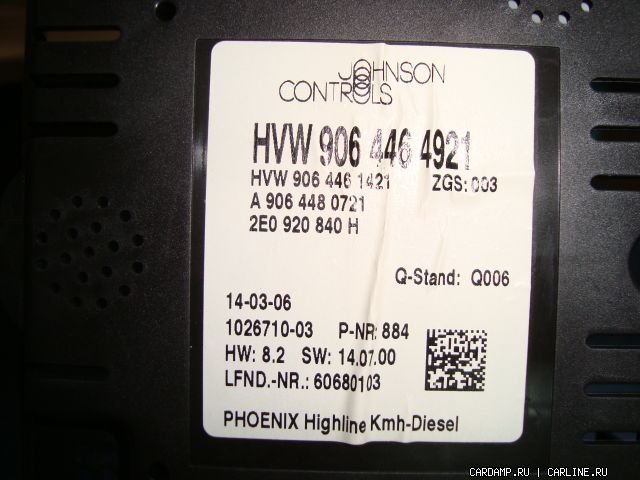 JOHNSON
CONTROLS
HVW 906 446 4921
HVW 906 446 1421 ZGS: 003
A 906 448 0721
2E0 920 840 H
Q-Stand: Q006
14-03-06
1026710-03 P-NR: 884
HW: 8.2 SW: 14.07.00
LFND.-NR.: 60680103
PHOENIX Highline Kmh-Diesel
CARDAMP.RU | CARLINE.RU